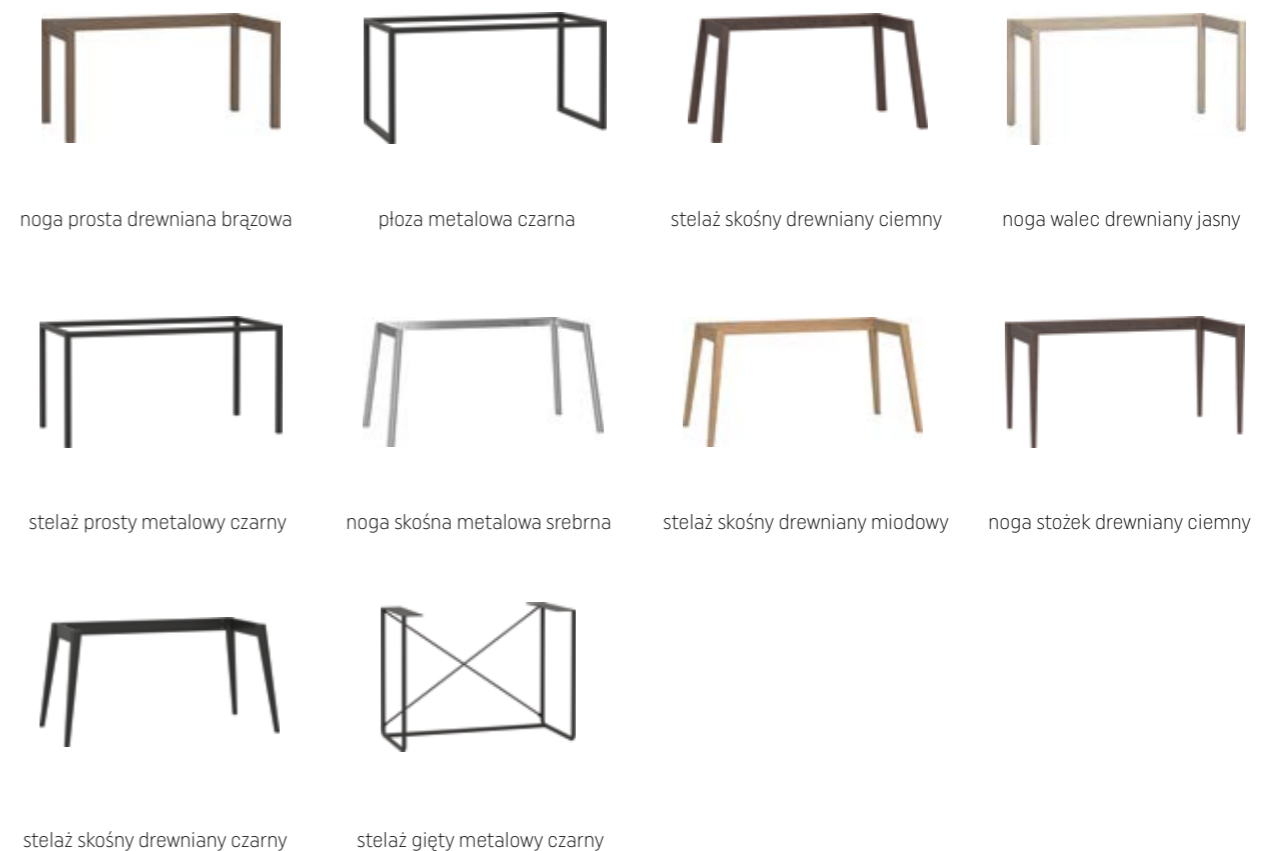 noga prosta drewniana brązowa
płoza metalowa czarna
stelaż skośny drewniany ciemny
noga walec drewniany jasny
stelaż prosty metalowy czarny
noga skośna metalowa srebrna
stelaż skośny drewniany miodowy
noga stożek drewniany ciemny
stelaż skośny drewniany czarny
stelaż gięty metalowy czarny